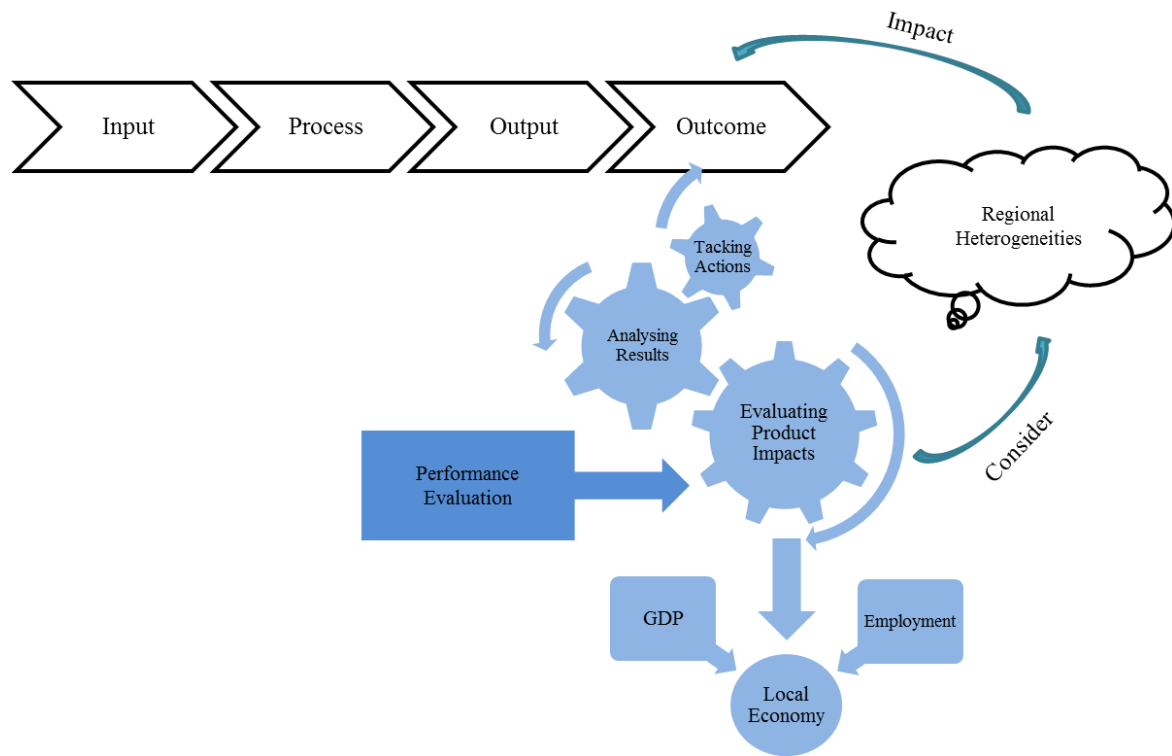 Impact
Input
Process
Output
Outcome
Regional
Heterogeneities
Tacking
Actions
Analysing
Results
Evaluating
Product
Impacts
Consider
Performance
Evaluation
GDP
Employment
Local
Economy